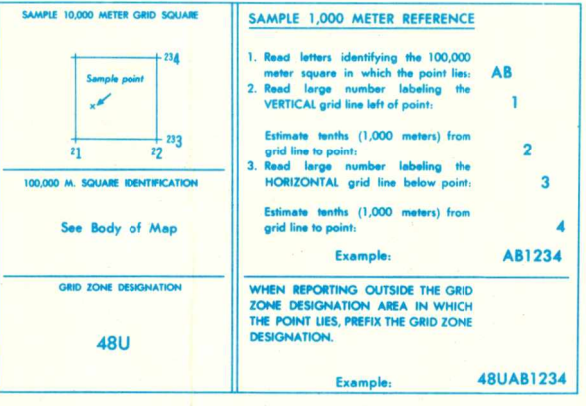 SAMPLE 10,000 METER GRID SQUARE
234
Sample point
x
233
21
22
100,000 M. SQUARE IDENTIFICATION
See Body of Map
GRID ZONE DESIGNATION
48U
SAMPLE 1,000 METER REFERENCE
1. Read letters identifying the 100,000
meter square in which the point lies: AB
2. Read large number labeling the
VERTICAL grid line left of point: 1
Estimate tenths (1,000 meters) from
grid line to point: 2
3. Read large number labeling the
HORIZONTAL grid line below point: 3
Estimate tenths (1,000 meters) from
grid line to point: 4
Example: AB1234
WHEN REPORTING OUTSIDE THE GRID
ZONE DESIGNATION AREA IN WHICH
THE POINT LIES, PREFIX THE GRID ZONE
DESIGNATION.
Example: 48UAB1234